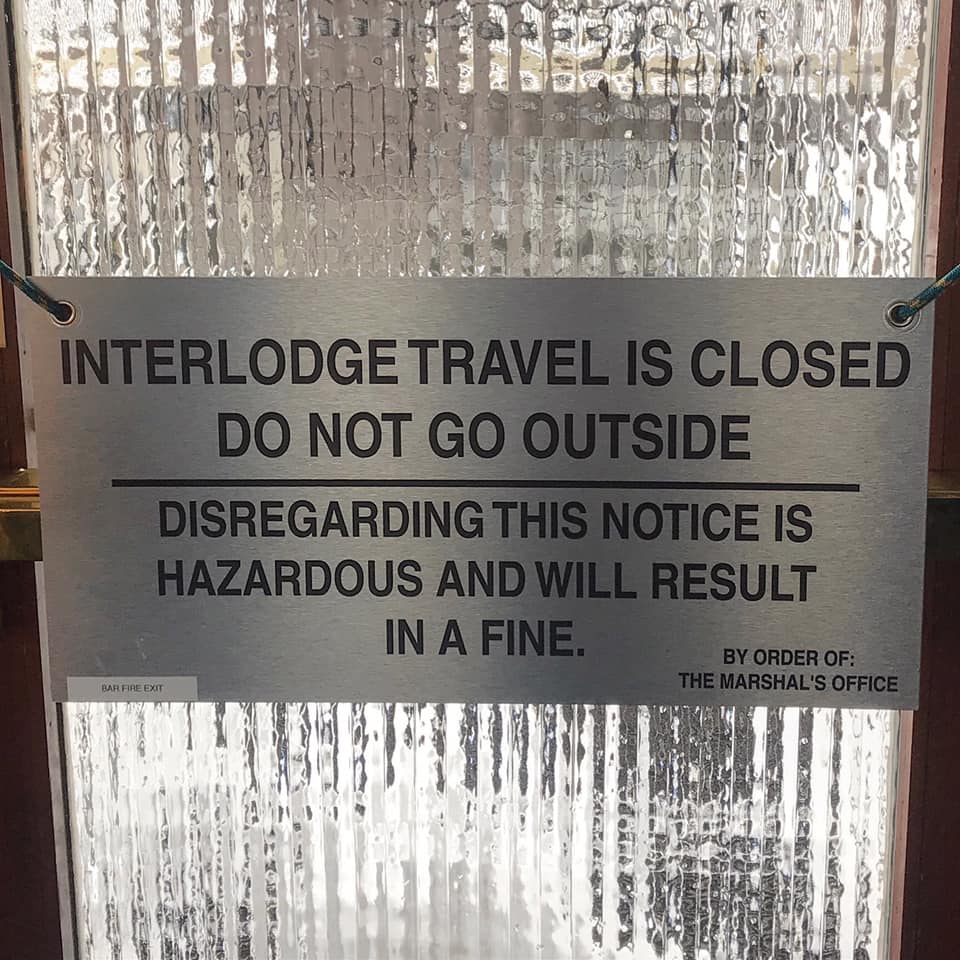 INTERLODGE TRAVEL IS CLOSED
DO NOT GO OUTSIDE
DISREGARDING THIS NOTICE IS
HAZARDOUS AND WILL RESULT
IN A FINE.
BY ORDER OF:
THE MARSHAL'S OFFICE
BAR FIRE EXIT